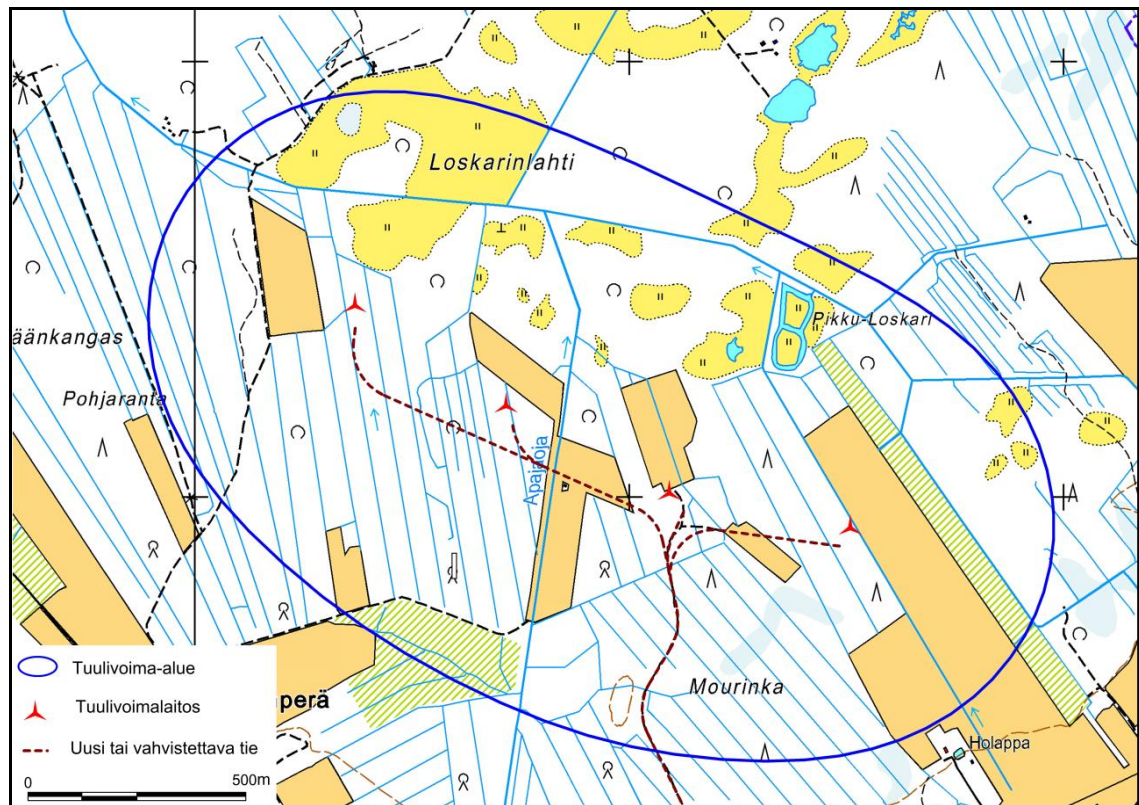 Loskarinlahti
Pikku-Loskari
äänkangas
Pohjaranta
Apajaoja
Mourinka
Holappa
perä
Tuulivoima-alue
Tuulivoimalaitos
Uusi tai vahvistettava tie
0 500m